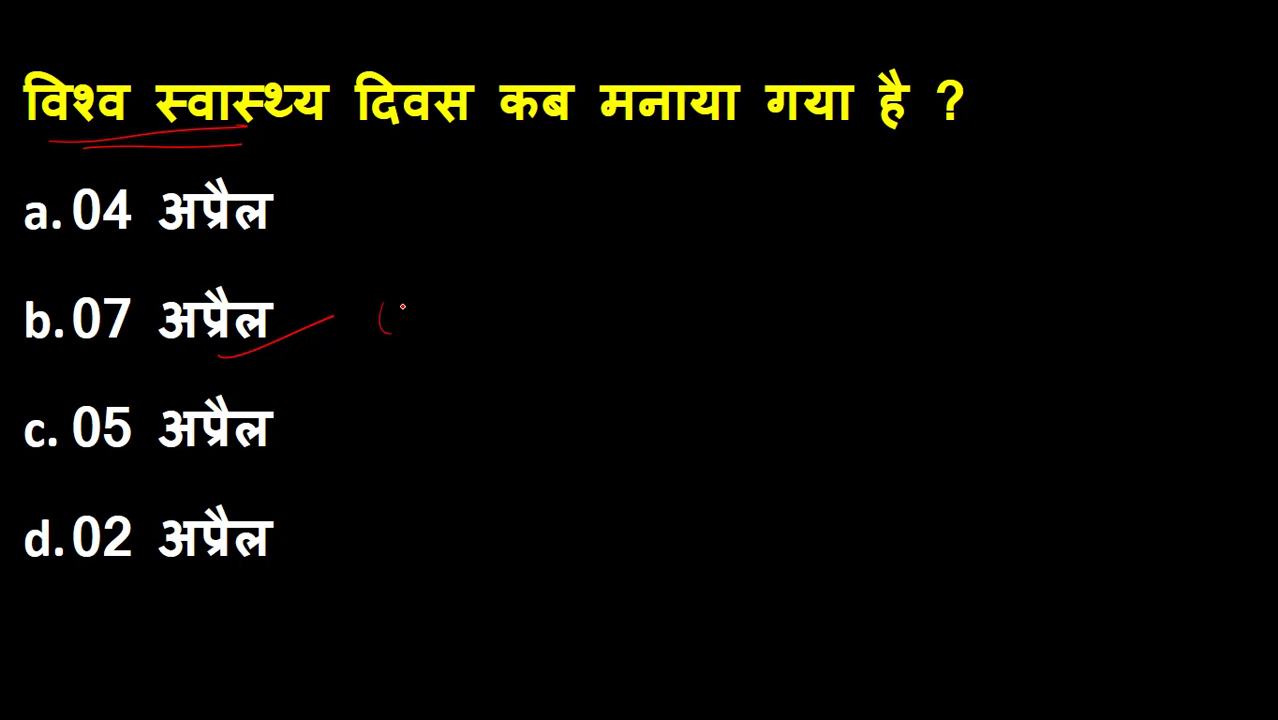 विश्व स्वास्थ्य दिवस कब मनाया गया है ?
a. 04 अप्रैल
b. 07 अप्रैल
c. 05 अप्रैल
d. 02 अप्रैल